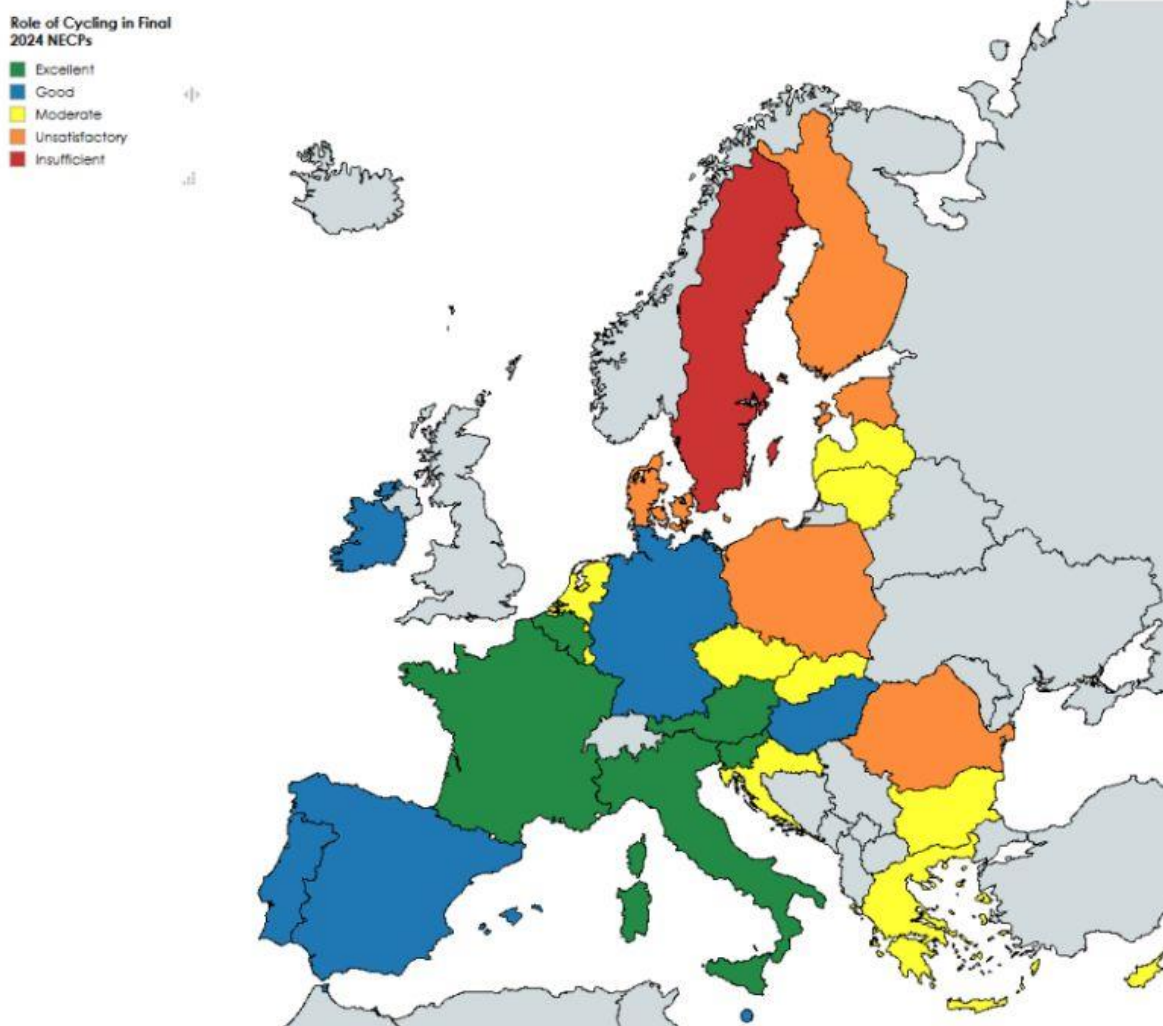 Role of Cycling in Final
2024 NECPs
Excellent
Good
Moderate
Unsatisfactory
Insufficient